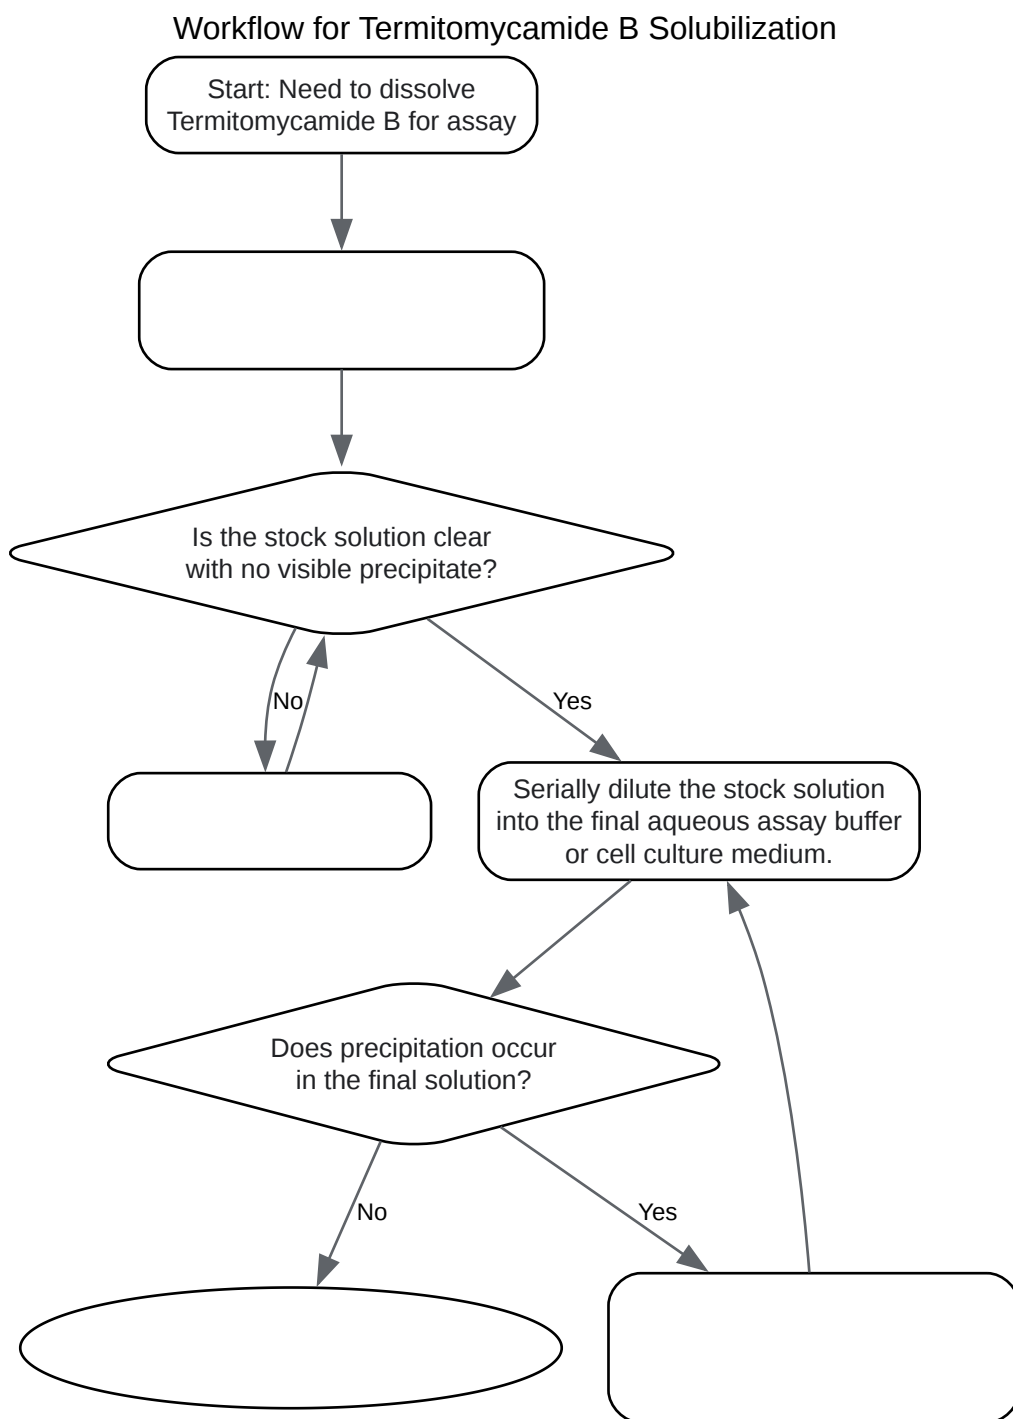 Workflow for Termitomycamide B Solubilization
Start: Need to dissolve
Termitomycamide B for assay
Is the stock solution clear
with no visible precipitate?
No
Yes
Serially dilute the stock solution
into the final aqueous assay buffer
or cell culture medium.
Does precipitation occur
in the final solution?
No
Yes